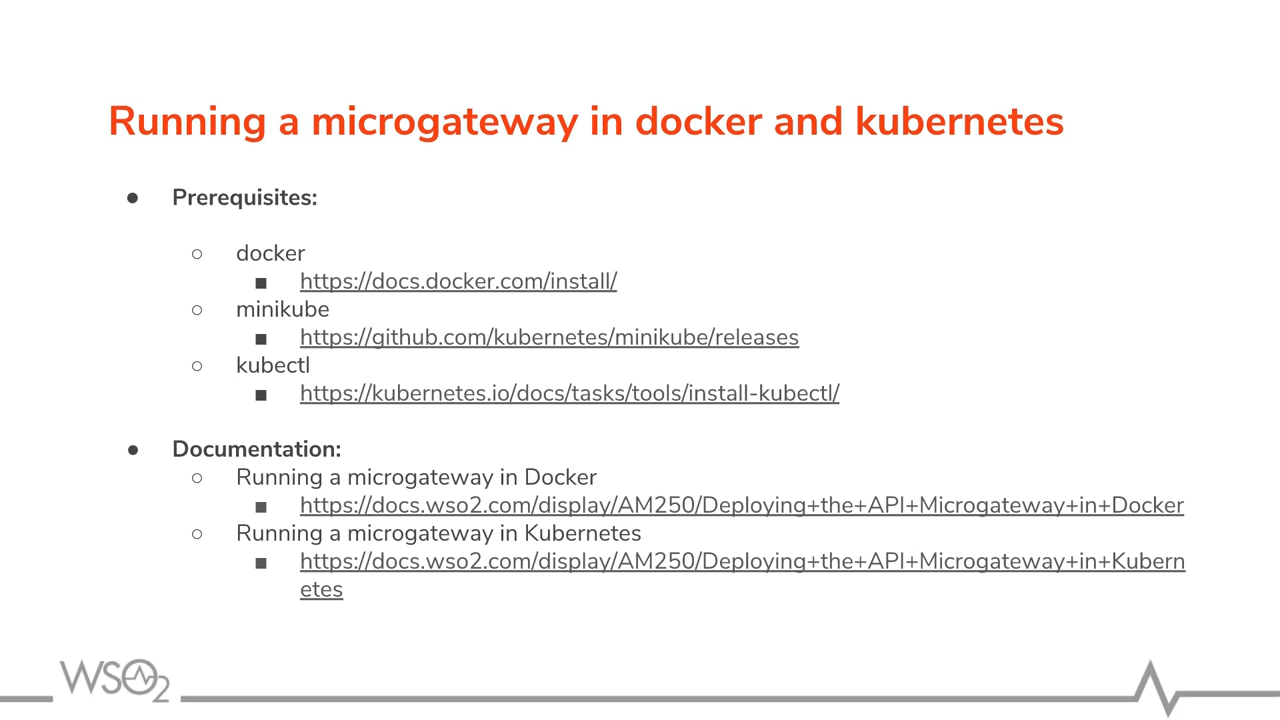 Running a microgateway in docker and kubernetes
● Prerequisites:
○ docker
■ https://docs.docker.com/install/
○ minikube
■ https://github.com/kubernetes/minikube/releases
○ kubectl
■ https://kubernetes.io/docs/tasks/tools/install-kubectl/
● Documentation:
○ Running a microgateway in Docker
■ https://docs.wso2.com/display/AM250/Deploying+the+API+Microgateway+in+Docker
○ Running a microgateway in Kubernetes
■ https://docs.wso2.com/display/AM250/Deploying+the+API+Microgateway+in+Kubern
etes
WSO2